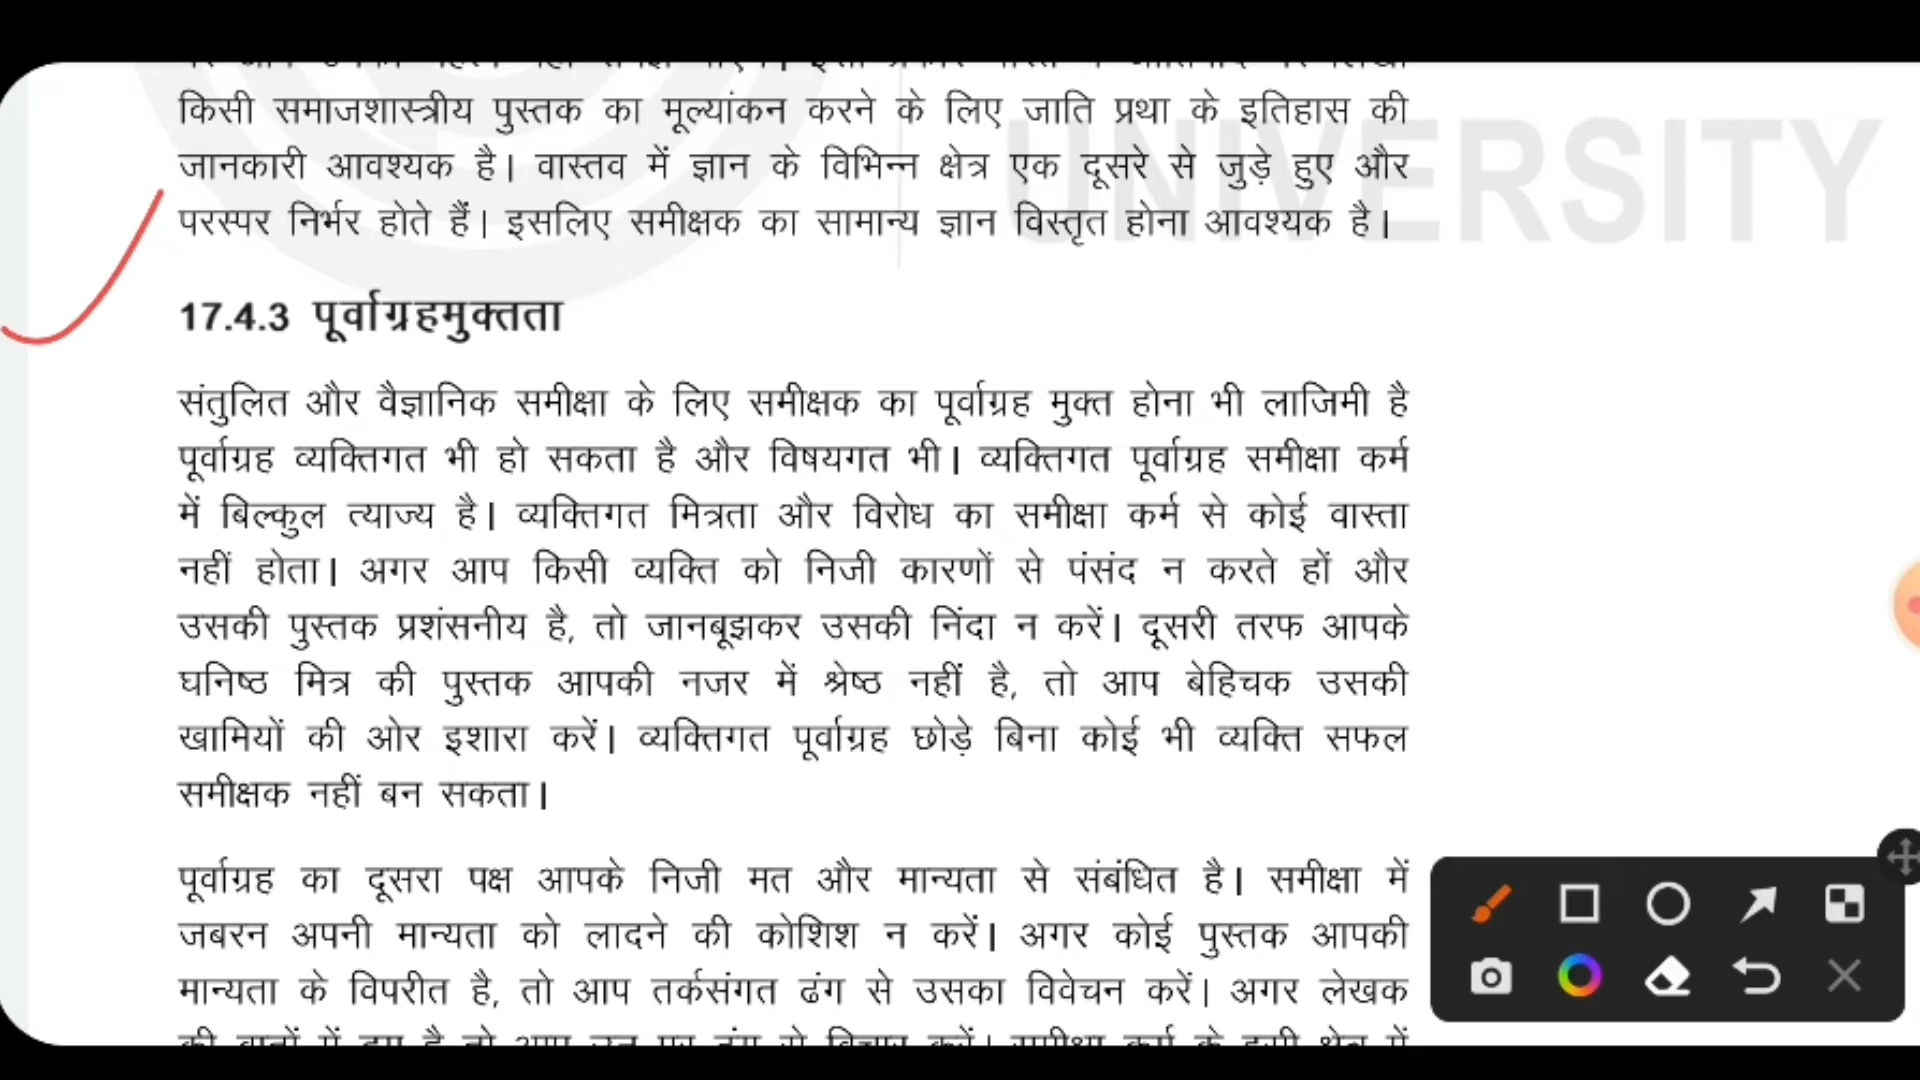 किसी समाजशास्त्रीय पुस्तक का मूल्यांकन करने के लिए जाति प्रथा के इतिहास की
जानकारी आवश्यक है। वास्तव में ज्ञान के विभिन्न क्षेत्र एक दूसरे से जुड़े हुए और
परस्पर निर्भर होते हैं। इसलिए समीक्षक का सामान्य ज्ञान विस्तृत होना आवश्यक है।
UNIVERSITY
17.4.3 पूर्वाग्रहमुक्तता
संतुलित और वैज्ञानिक समीक्षा के लिए समीक्षक का पूर्वाग्रह मुक्त होना भी लाजिमी है
पूर्वाग्रह व्यक्तिगत भी हो सकता है और विषयगत भी। व्यक्तिगत पूर्वाग्रह समीक्षा कर्म
में बिल्कुल त्याज्य है। व्यक्तिगत मित्रता और विरोध का समीक्षा कर्म से कोई वास्ता
नहीं होता। अगर आप किसी व्यक्ति को निजी कारणों से पंसंद न करते हों और
उसकी पुस्तक प्रशंसनीय है, तो जानबूझकर उसकी निंदा न करें। दूसरी तरफ आपके
घनिष्ठ मित्र की पुस्तक आपकी नजर में श्रेष्ठ नहीं है, तो आप बेहिचक उसकी
खामियों की ओर इशारा करें। व्यक्तिगत पूर्वाग्रह छोड़े बिना कोई भी व्यक्ति सफल
समीक्षक नहीं बन सकता।
पूर्वाग्रह का दूसरा पक्ष आपके निजी मत और मान्यता से संबंधित है। समीक्षा में
जबरन अपनी मान्यता को लादने की कोशिश न करें। अगर कोई पुस्तक आपकी
मान्यता के विपरीत है, तो आप तर्कसंगत ढंग से उसका विवेचन करें। अगर लेखक